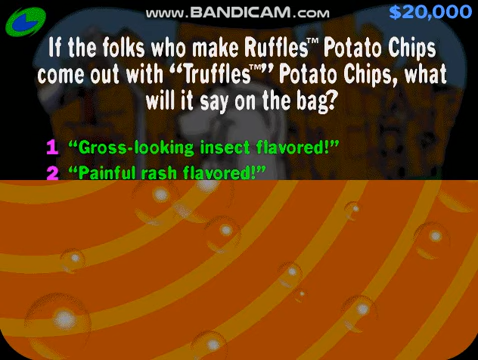 www.BANDICAM.com
$20,000
If the folks who make Ruffles™ Potato Chips
come out with “Truffles™” Potato Chips, what
will it say on the bag?
1 “Gross-looking insect flavored!”
2 “Painful rash flavored!”